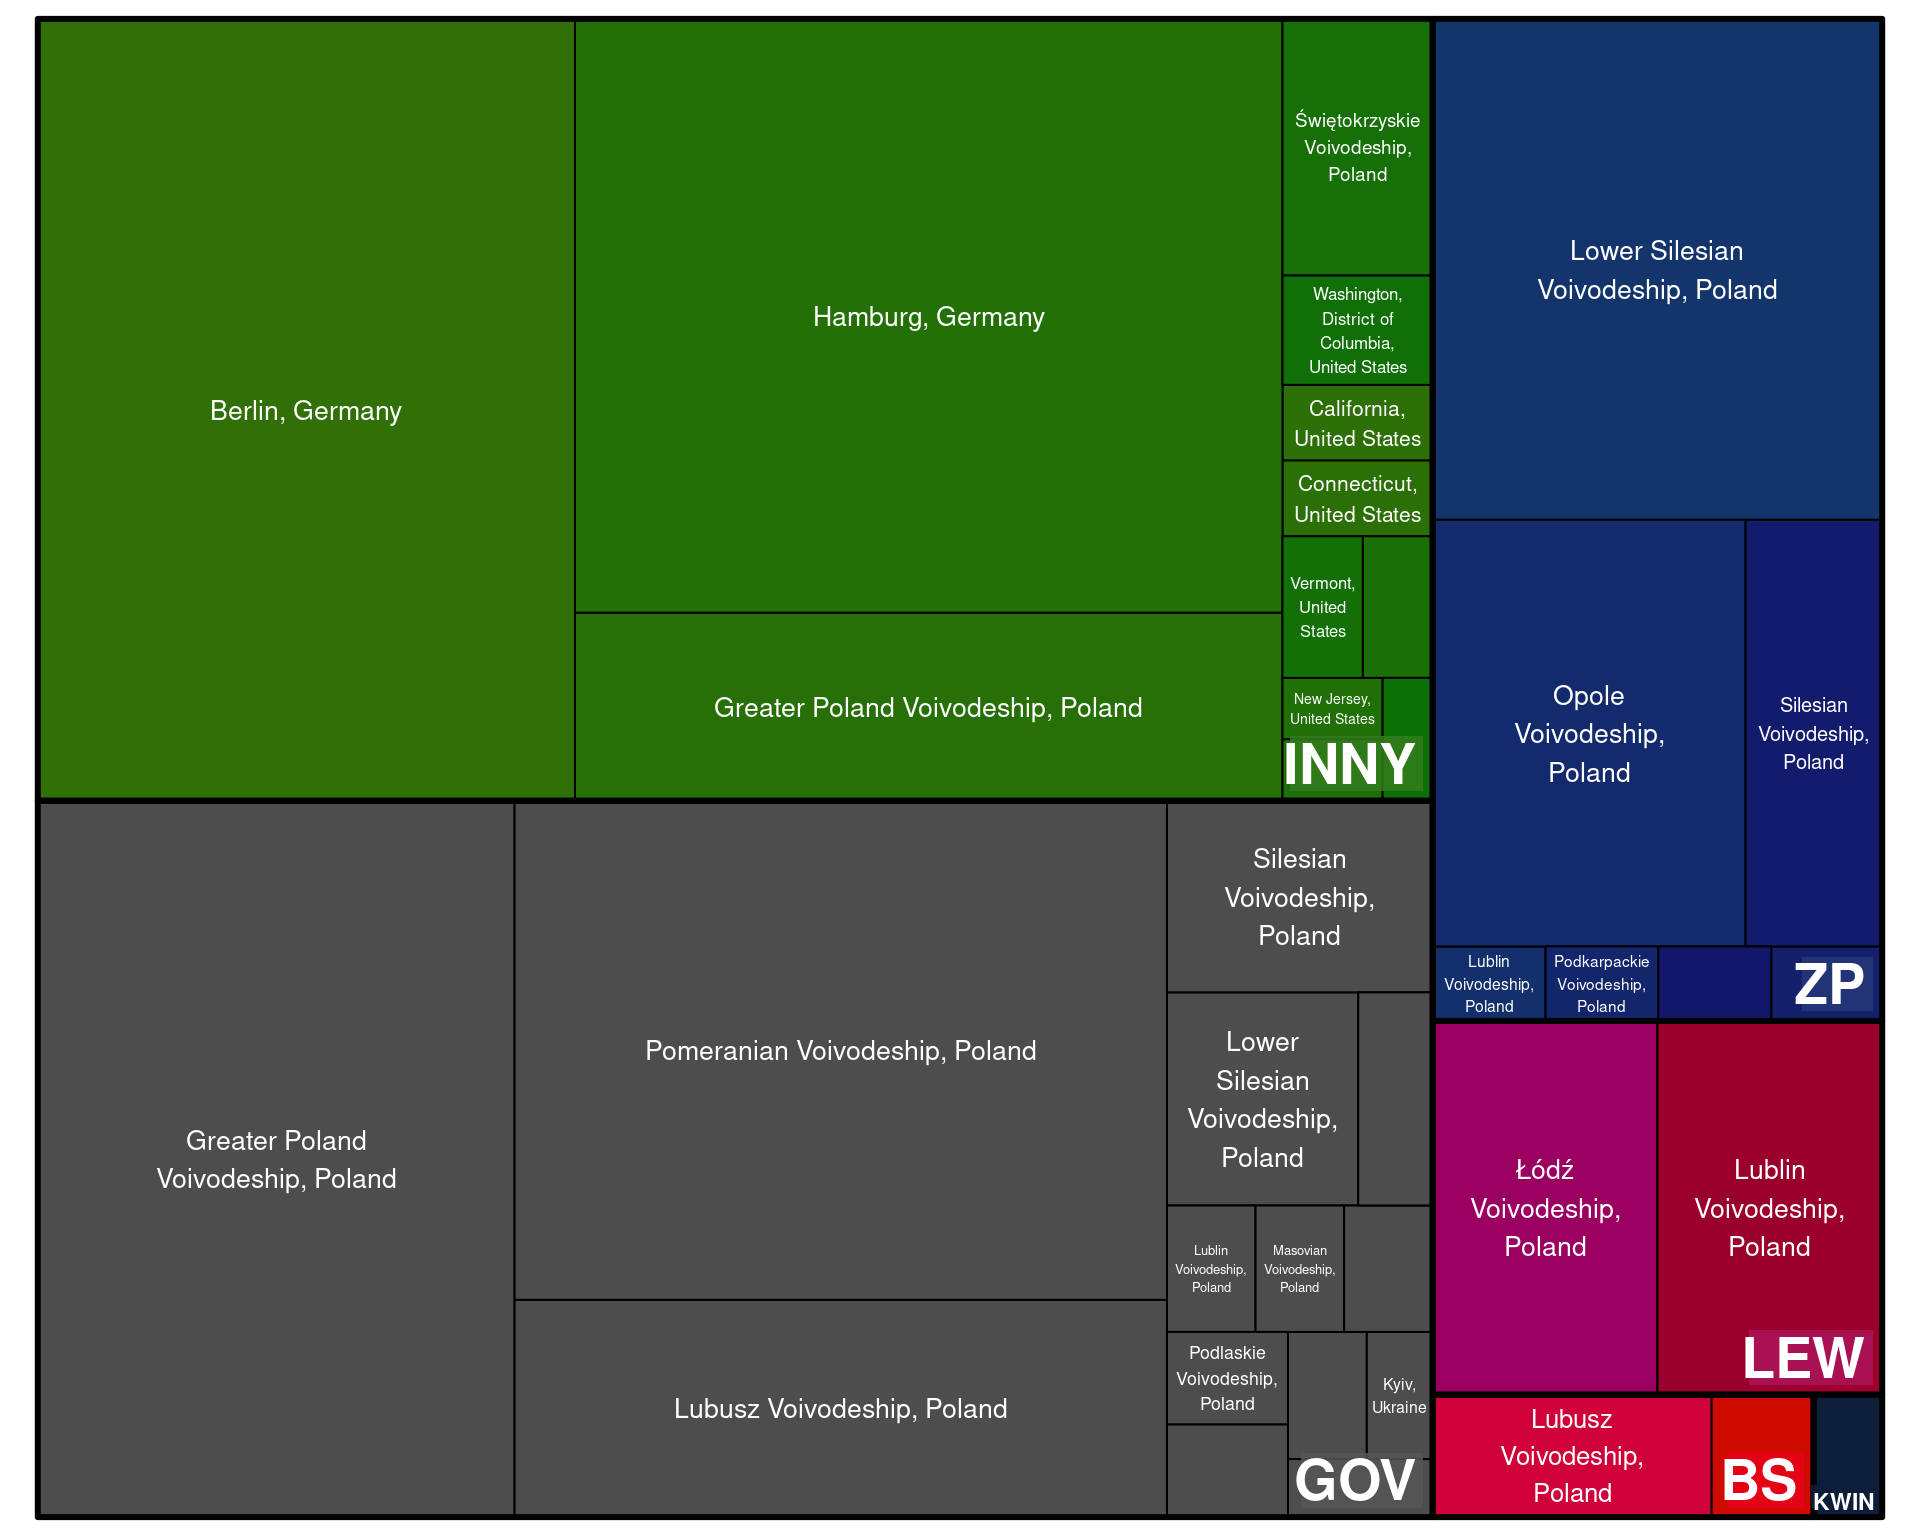 Berlin, Germany
Hamburg, Germany
Greater Poland Voivodeship, Poland
Świętokrzyskie
Voivodeship,
Poland
Washington,
District of
Columbia,
United States
California,
United States
Connecticut,
United States
Vermont,
United
States
New Jersey,
United States
INNY
Greater Poland
Voivodeship, Poland
Pomeranian Voivodeship, Poland
Lubusz Voivodeship, Poland
Silesian
Voivodeship,
Poland
Lower
Silesian
Voivodeship,
Poland
Lublin
Voivodeship,
Poland
Masovian
Voivodeship,
Poland
Podlaskie
Voivodeship,
Poland
Kyiv,
Ukraine
GOV
Lower Silesian
Voivodeship, Poland
Opole
Voivodeship,
Poland
Silesian
Voivodeship,
Poland
Lublin
Voivodeship,
Poland
Podkarpackie
Voivodeship,
Poland
ZP
Łódź
Voivodeship,
Poland
Lublin
Voivodeship,
Poland
LEW
Lubusz
Voivodeship,
Poland
BS
KWIN